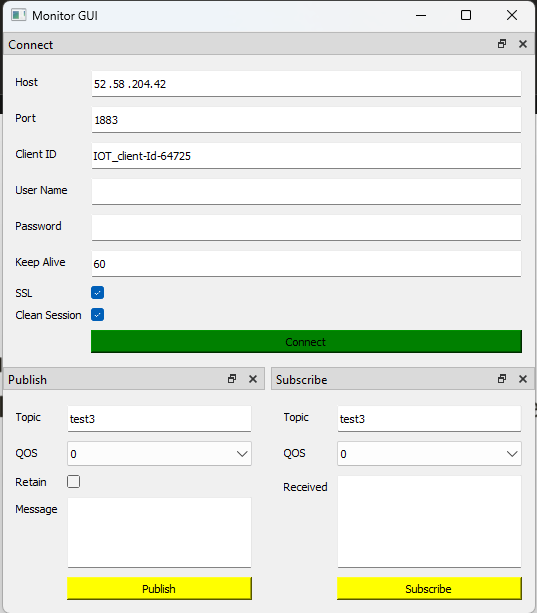 Monitor GUI
Connect
Host 52 .58 .204.42
Port 1883
Client ID IOT_client-Id-64725
User Name
Password
Keep Alive 60
SSL
Clean Session
Connect
Publish
Topic test3
QOS 0
Retain
Message
Publish
Subscribe
Topic test3
QOS 0
Received
Subscribe